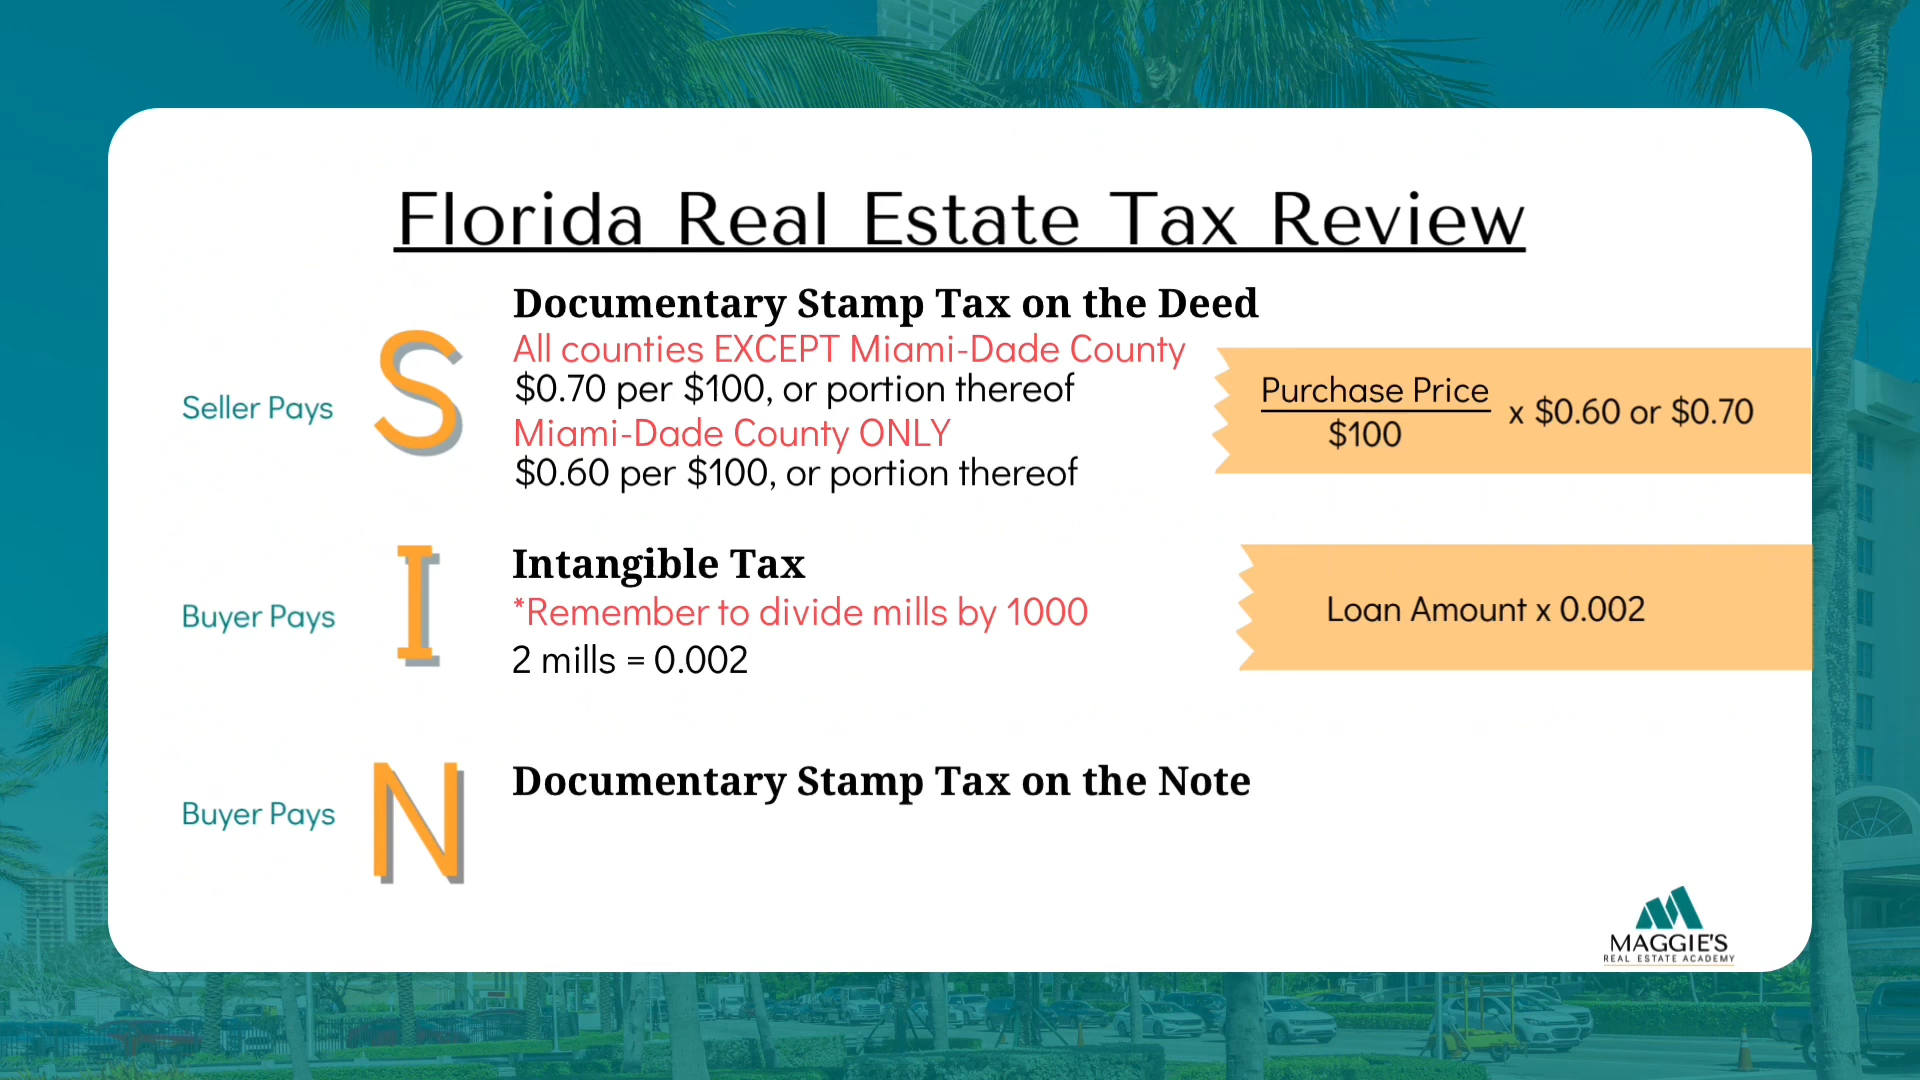 Florida Real Estate Tax Review
Seller Pays
S
Documentary Stamp Tax on the Deed
All counties EXCEPT Miami-Dade County
$0.70 per $100, or portion thereof
Miami-Dade County ONLY
$0.60 per $100, or portion thereof
Purchase Price
$100
x $0.60 or $0.70
Buyer Pays
I
Intangible Tax
*Remember to divide mills by 1000
2 mills = 0.002
Loan Amount x 0.002
Buyer Pays
N
Documentary Stamp Tax on the Note
MAGGIE'S
REAL ESTATE ACADEMY